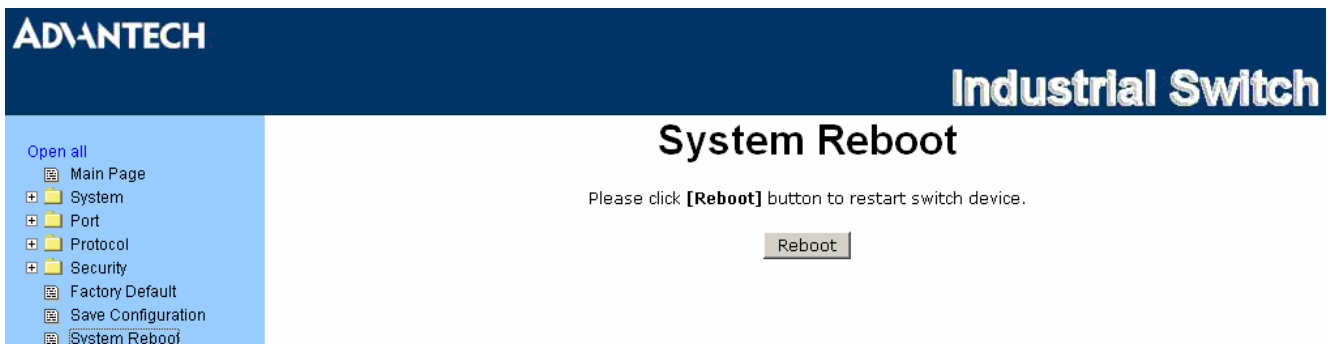 ADVANTECH
Industrial Switch
Open all
Main Page
System
Port
Protocol
Security
Factory Default
Save Configuration
System Reboot
System Reboot
Please click [Reboot] button to restart switch device.
Reboot